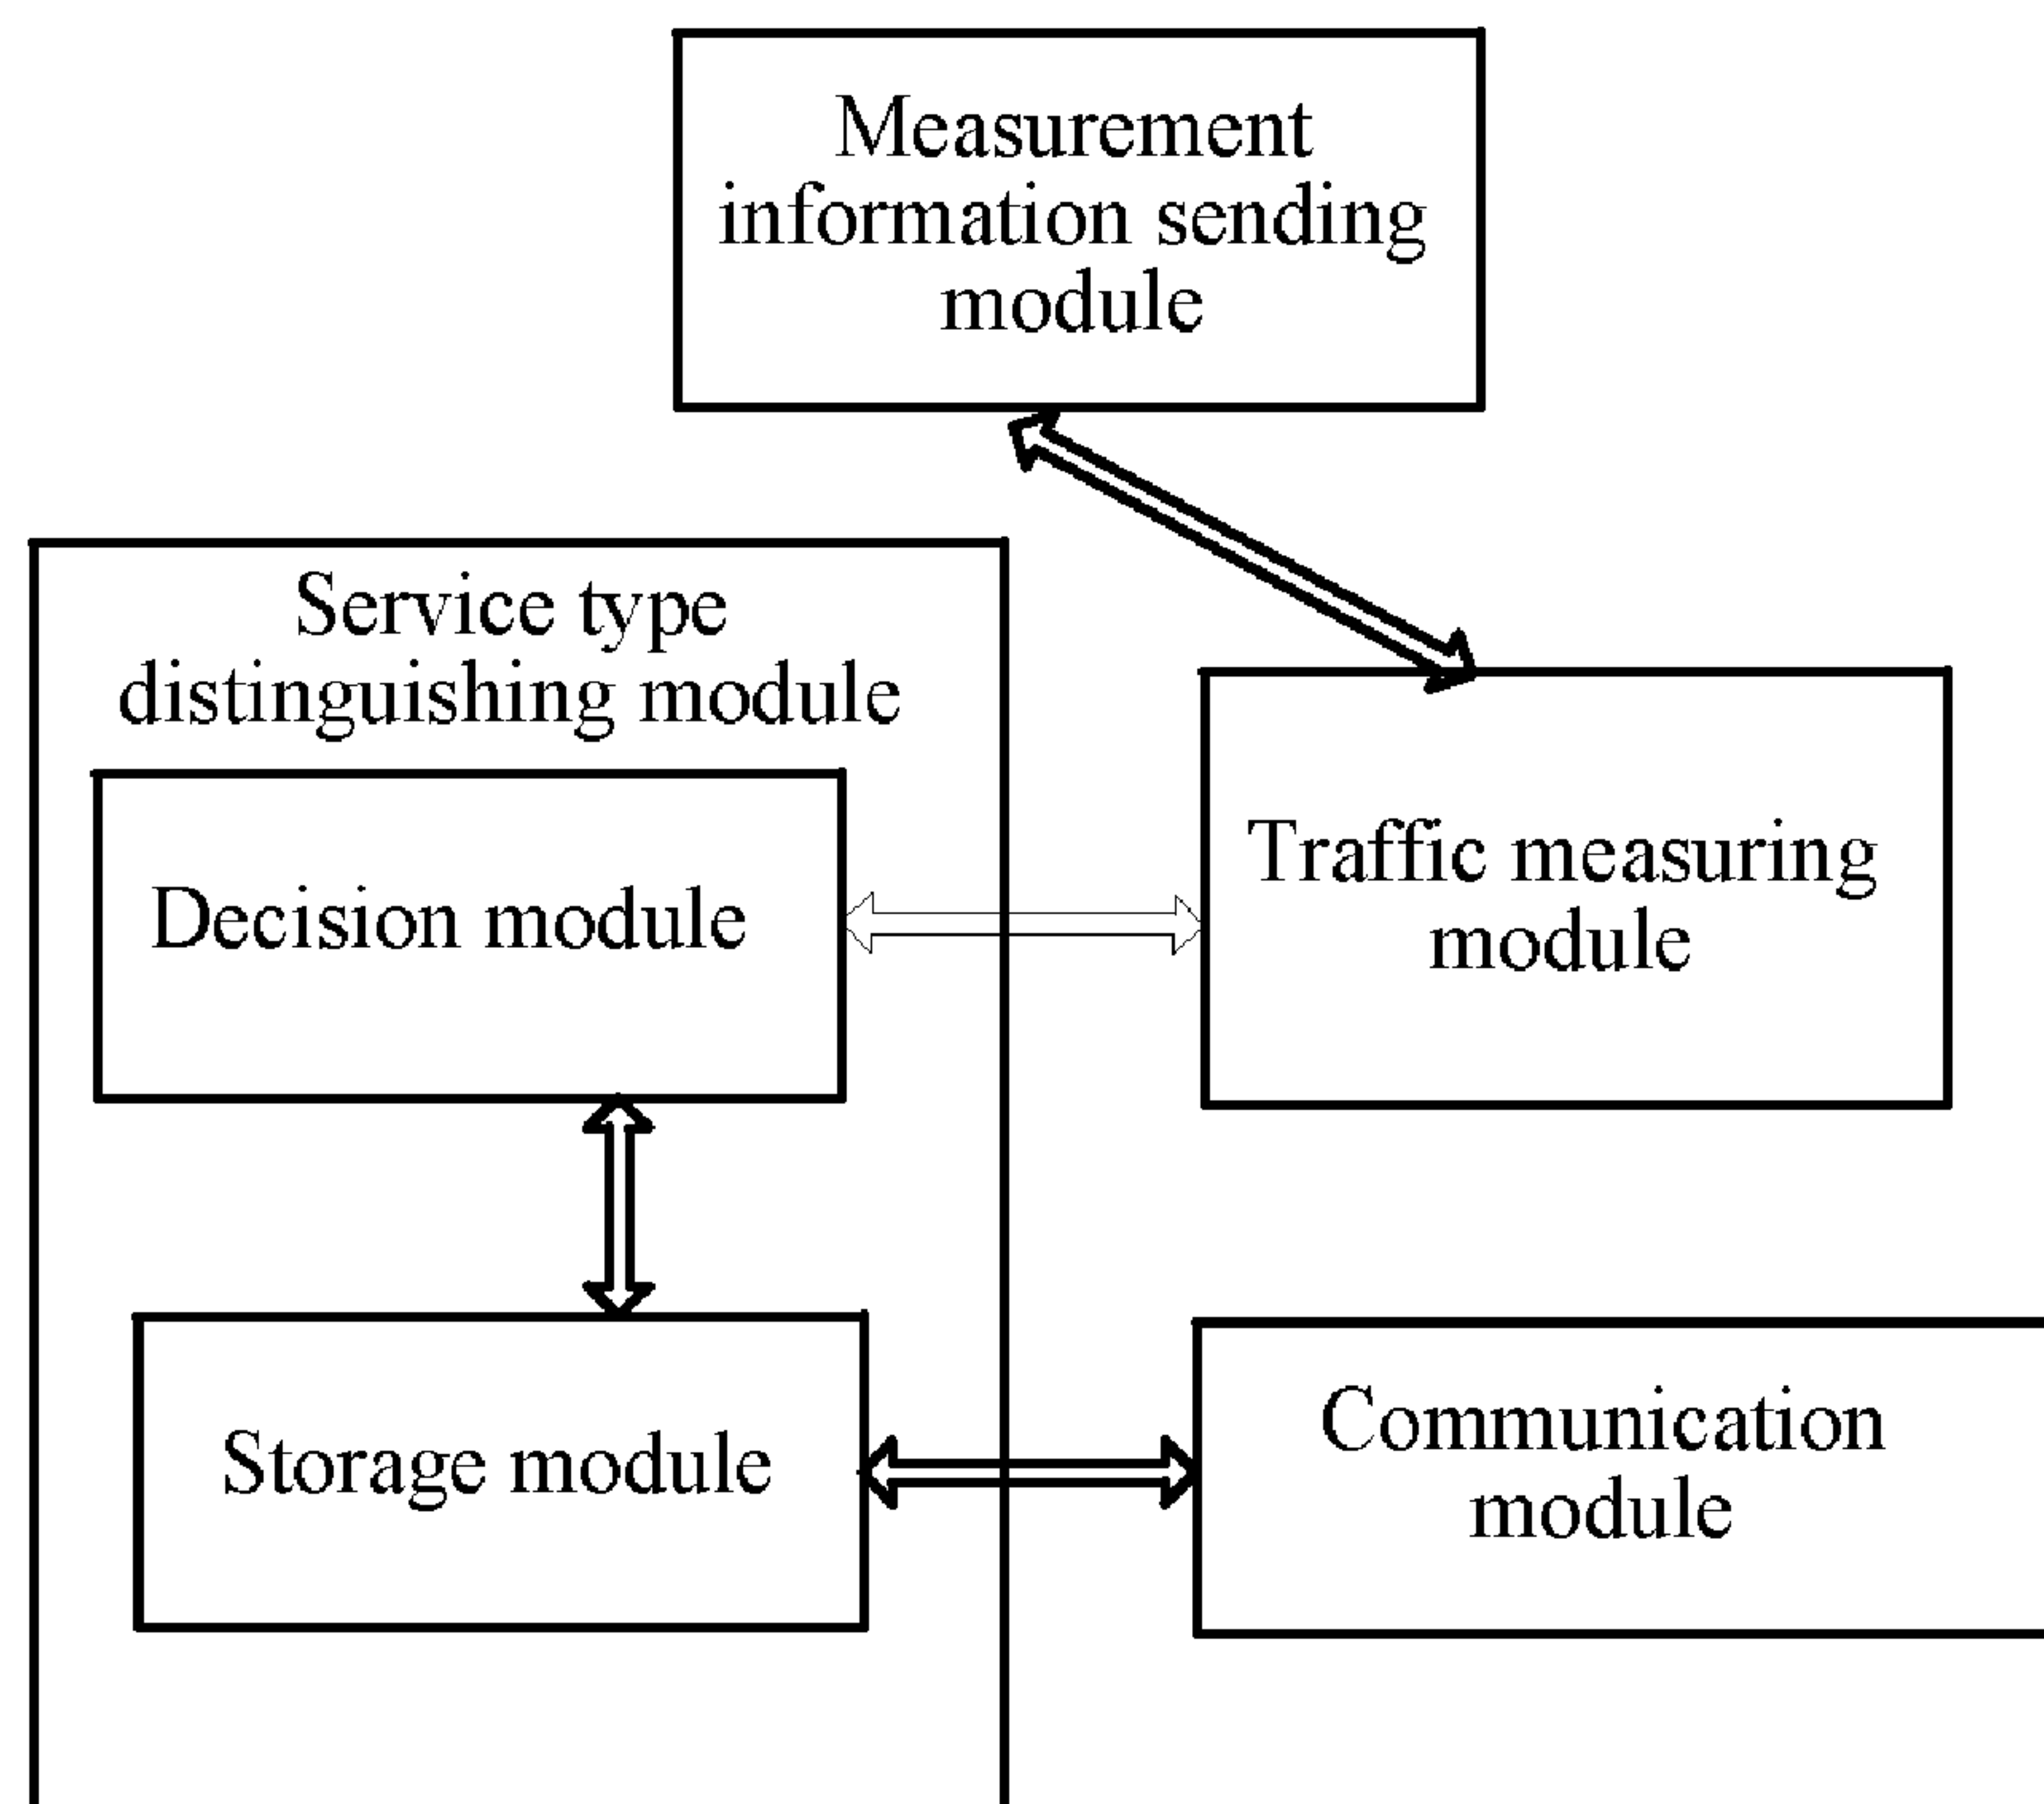 Measurement
information sending
module
Service type
distinguishing module
Decision module
Traffic measuring
module
Storage module
Communication
module